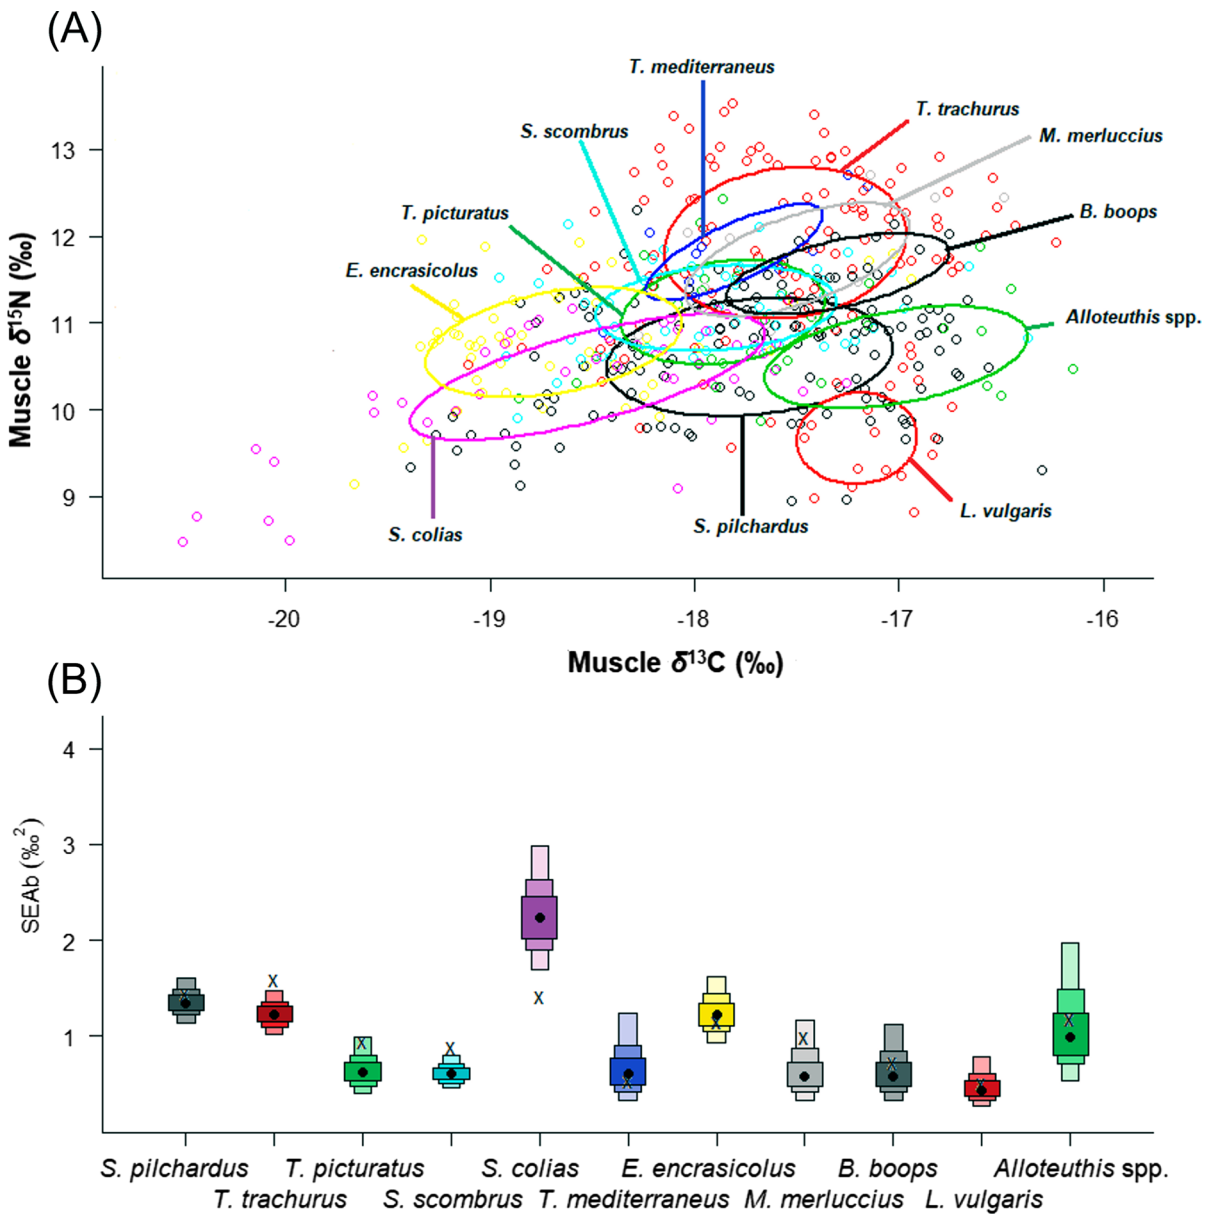 (A)
T. mediterraneus
T. trachurus
S. scombrus
M. merluccius
13
T. picturatus
B. boops
12
E. encrasicolus
Muscle δ¹⁵N (‰)
11
Alloteuthis spp.
10
9
L. vulgaris
S. pilchardus
S. colias
-20 -19 -18 -17 -16
Muscle δ¹³C (‰)
(B)
4
3
SEAb (‰²)
2
1
X X X X X X X X X X X
S. pilchardus T. picturatus S. colias E. encrasicolus B. boops Alloteuthis spp.
T. trachurus S. scombrus T. mediterraneus M. merluccius L. vulgaris